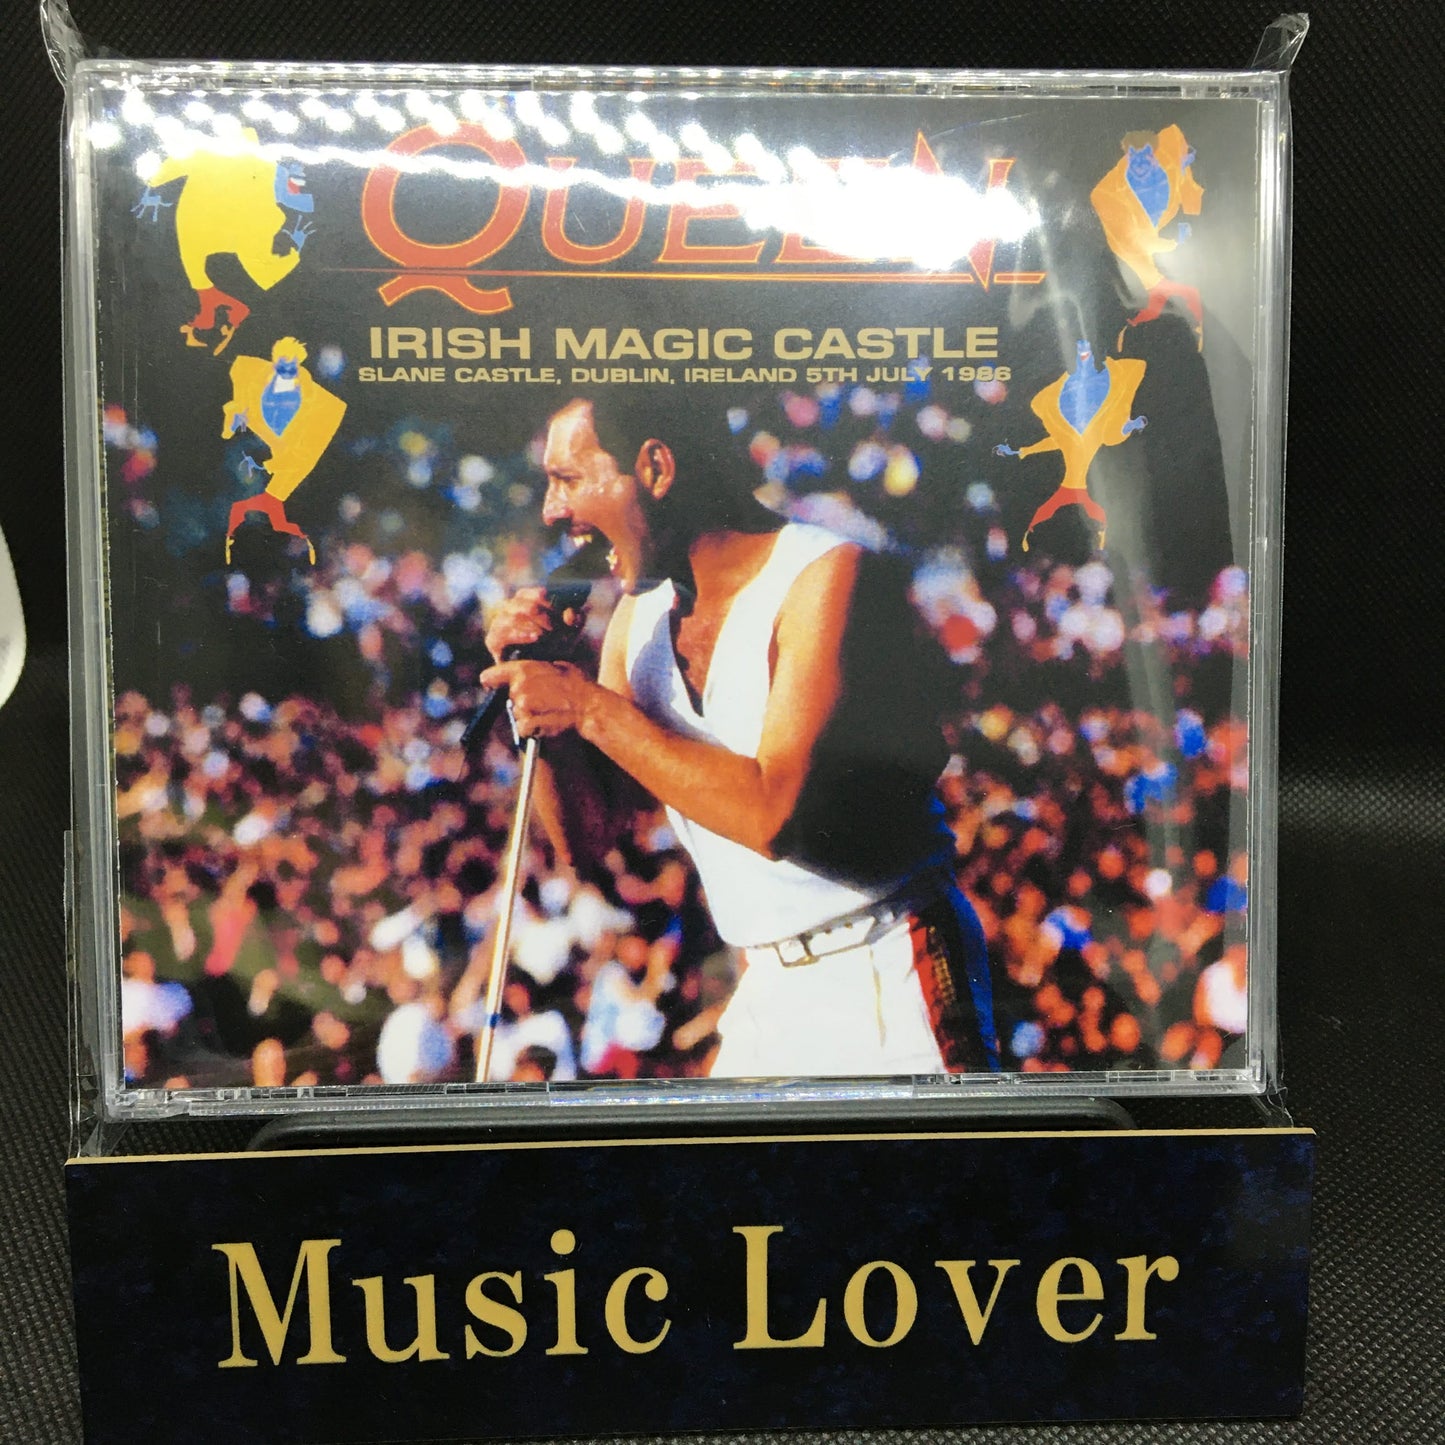 QUEEN
IRISH MAGIC CASTLE
SLANE CASTLE, DUBLIN, IRELAND 5TH JULY 1986
Music Lover